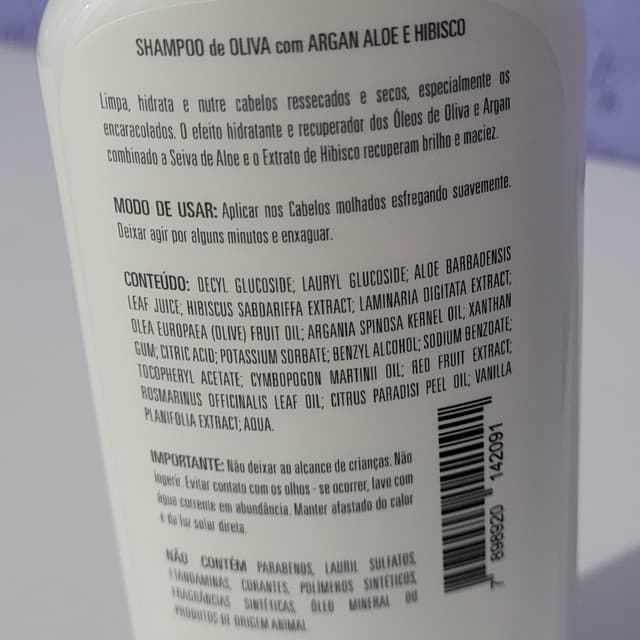 SHAMPOO de OLIVA com ARGAN ALOE E HIBISCO
Limpa, hidrata e nutre cabelos ressecados e secos, especialmente os
encaracolados. O efeito hidratante e recuperador dos Óleos de Oliva e Argan
combinado a Seiva de Aloe e o Extrato de Hibisco recuperam brilho e maciez.
MODO DE USAR: Aplicar nos Cabelos molhados esfregando suavemente.
Deixar agir por alguns minutos e enxaguar.
CONTEÚDO: DECYL GLUCOSIDE; LAURYL GLUCOSIDE; ALOE BARBADENSIS
LEAF JUICE; HIBISCUS SABDARIFFA EXTRACT; LAMINARIA DIGITATA EXTRACT;
OLEA EUROPAEA (OLIVE) FRUIT OIL; ARGANIA SPINOSA KERNEL OIL; XANTHAN
GUM; CITRIC ACID; POTASSIUM SORBATE; BENZYL ALCOHOL; SODIUM BENZOATE;
TOCOPHERYL ACETATE; CYMBOPOGON MARTINII OIL; RED FRUIT EXTRACT;
ROSMARINUS OFFICINALIS LEAF OIL; CITRUS PARADISI PEEL OIL; VANILLA
PLANIFOLIA EXTRACT; AQUA.
IMPORTANTE: Não deixar ao alcance de crianças. Não
ingerir. Evitar contato com os olhos - se ocorrer, lave com
água corrente em abundância. Manter afastado do calor
e da luz solar direta.
NÃO CONTÉM PARABENOS, LAURIL SULFATOS,
ETANOAMINAS, CORANTES, POLÍMEROS SINTÉTICOS,
FRAGRÂNCIAS SINTÉTICAS, ÓLEO MINERAL OU
PRODUTOS DE ORIGEM ANIMAL.
7 898920 142091